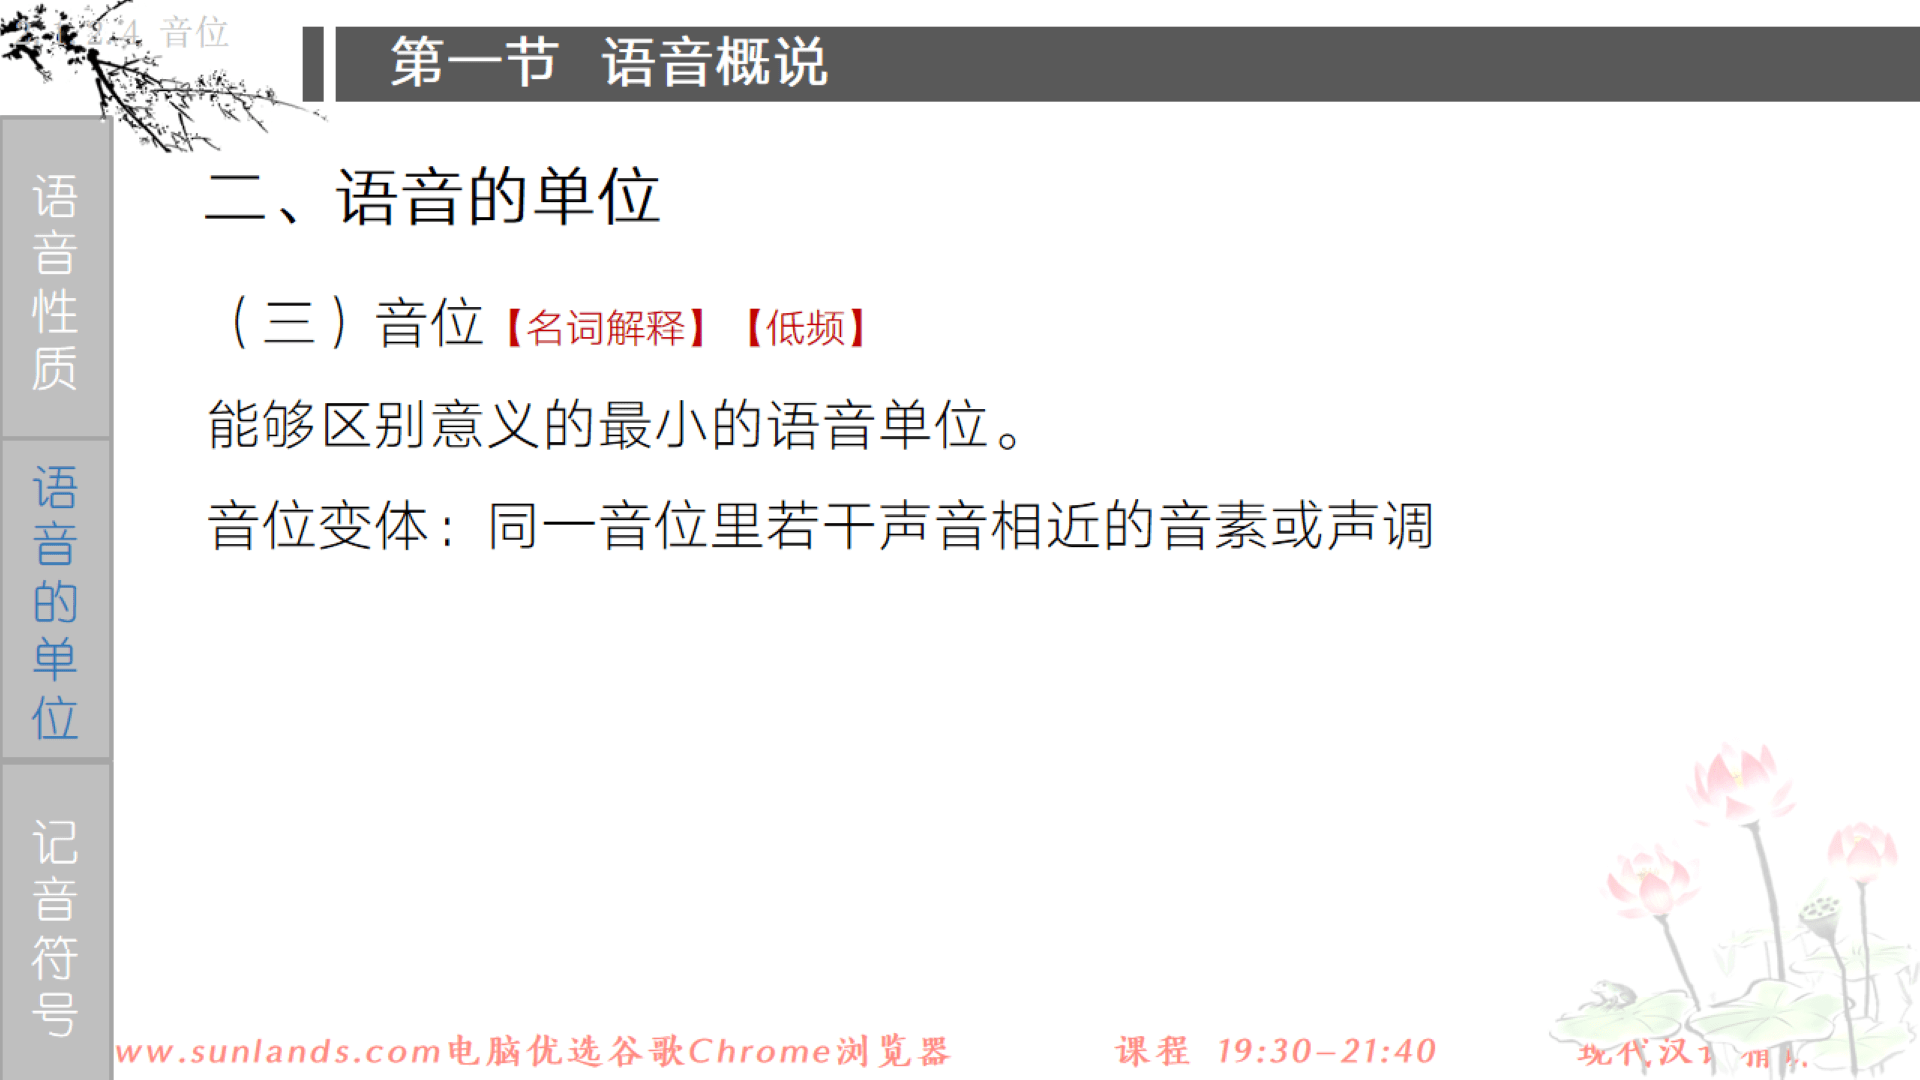 音位
第一节 语音概说
语音性质
语音的单位
记音符号
二、语音的单位
（三）音位【名词解释】【低频】
能够区别意义的最小的语音单位。
音位变体：同一音位里若干声音相近的音素或声调
ww.sunlands.com电脑优选谷歌Chrome浏览器 课程 19:30-21:40 现代汉